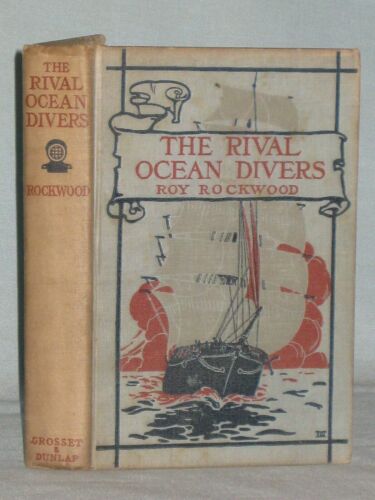 THE
RIVAL
OCEAN
DIVERS
ROCKWOOD
GROSSET
& DUNLAP
THE RIVAL
OCEAN DIVERS
ROY ROCKWOOD